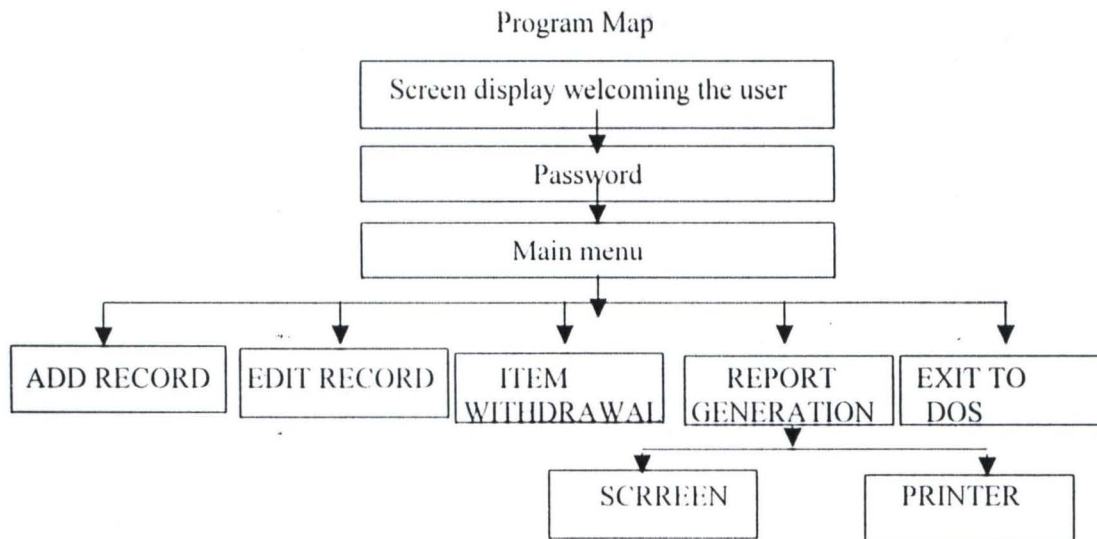 Program Map
Screen display welcoming the user
Password
Main menu
ADD RECORD
EDIT RECORD
ITEM
WITHDRAWAL
REPORT
GENERATION
EXIT TO
DOS
SCRREEN
PRINTER